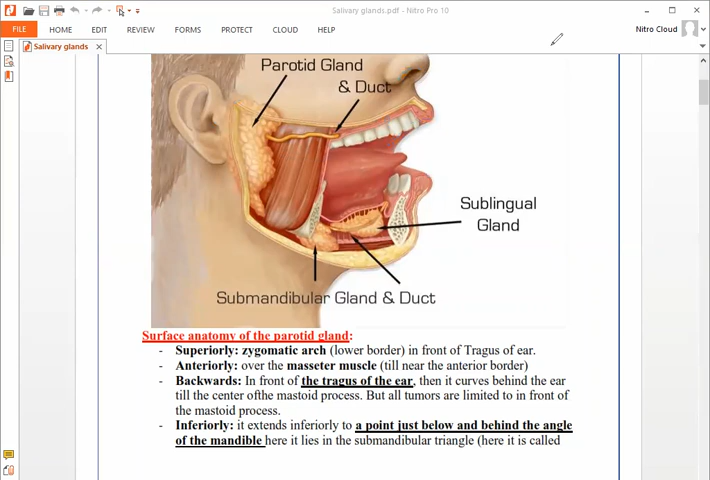 Salivary glands.pdf - Nitro Pro 10
FILE HOME EDIT REVIEW FORMS PROTECT CLOUD HELP Nitro Cloud
Salivary glands
Parotid Gland
& Duct
Sublingual
Gland
Submandibular Gland & Duct
Surface anatomy of the parotid gland:
- Superiorly: zygomatic arch (lower border) in front of Tragus of ear.
- Anteriorly: over the masseter muscle (till near the anterior border)
- Backwards: In front of the tragus of the ear, then it curves behind the ear
till the center ofthe mastoid process. But all tumors are limited to in front of
the mastoid process.
- Inferiorly: it extends inferiorly to a point just below and behind the angle
of the mandible here it lies in the submandibular triangle (here it is called